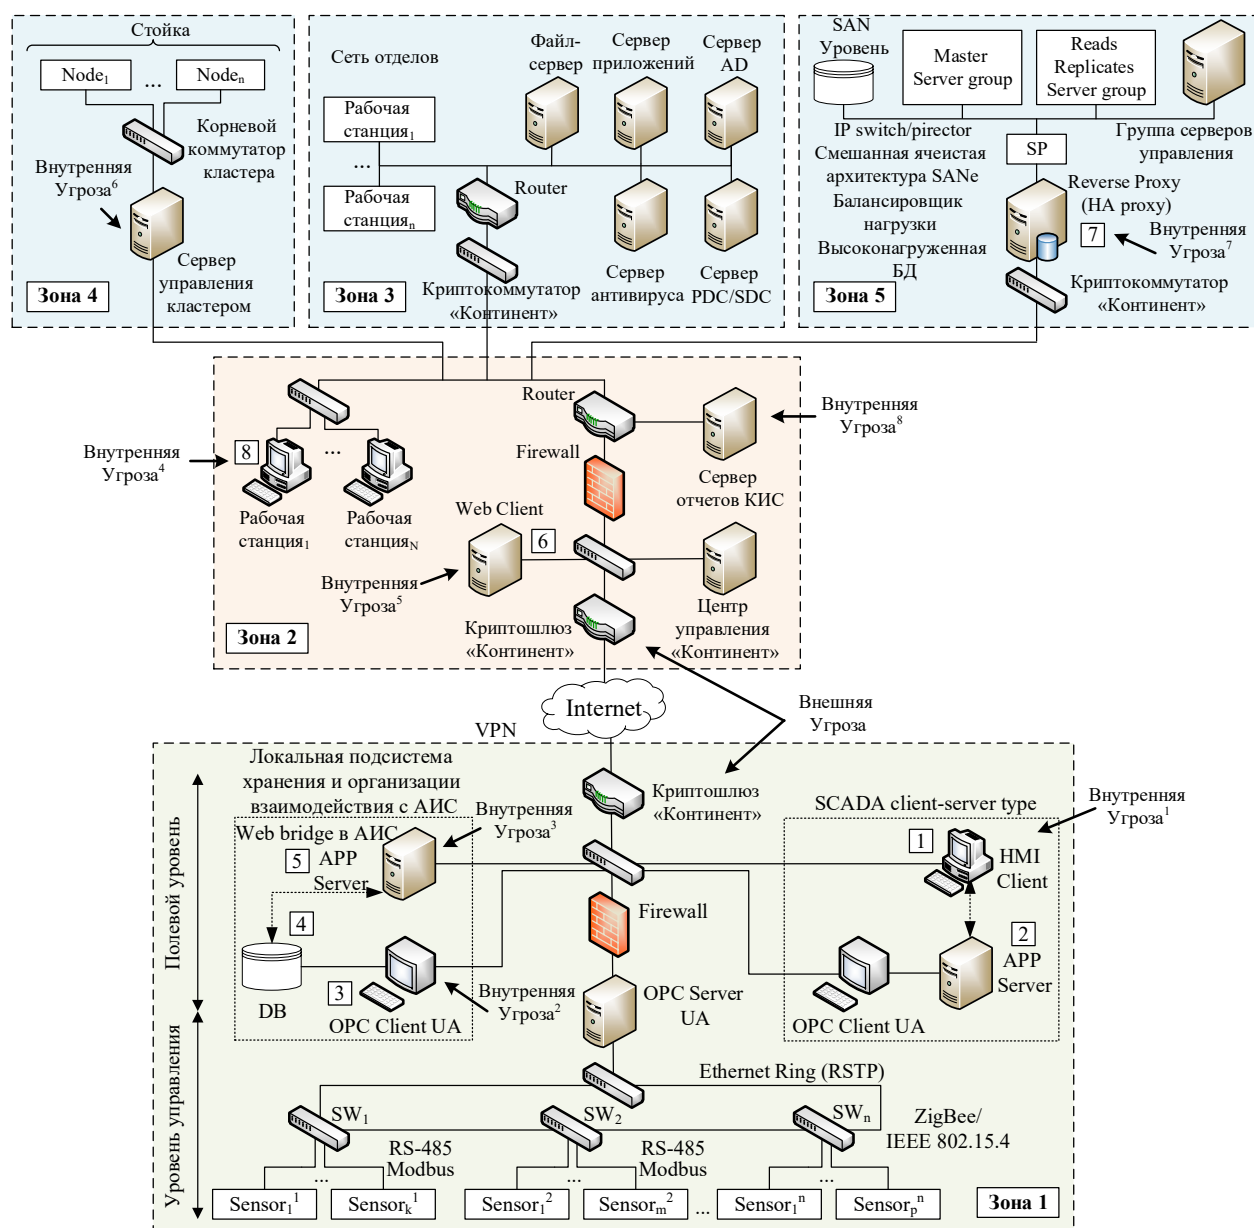 Стойка
Node1
...
Noden
Корневой
коммутатор
кластера
Внутренняя
Угроза6
Сервер
управления
кластером
Зона 4
Сеть отделов
Файл-
сервер
Сервер
приложений
Сервер
AD
Рабочая
станция1
...
Рабочая
станцияn
Router
Криптокоммутатор
«Континент»
Сервер
антивируса
Сервер
PDC/SDC
Зона 3
SAN
Уровень
Master
Server group
Reads
Replicates
Server group
Группа серверов
управления
IP switch/pirector
Смешанная ячеистая
архитектура SANe
Балансировщик
нагрузки
Высоконагруженная
БД
SP
Reverse Proxy
(HA proxy)
7
Внутренняя
Угроза7
Криптокоммутатор
«Континент»
Зона 5
Router
Внутренняя
Угроза8
Сервер
отчетов КИС
Firewall
Внутренняя
Угроза4
8
...
Рабочая
станция1
Рабочая
станцияN
Web Client
6
Внутренняя
Угроза5
Центр
управления
«Континент»
Криптошлюз
«Континент»
Зона 2
Internet
Внешняя
Угроза
VPN
Полевой уровень
Уровень управления
Локальная подсистема
хранения и организации
взаимодействия с АИС
Web bridge в АИС
5
APP
Server
Внутренняя
Угроза3
4
DB
3
OPC Client UA
Внутренняя
Угроза2
Криптошлюз
«Континент»
Firewall
OPC Server
UA
SCADA client-server type
Внутренняя
Угроза1
1
HMI
Client
2
APP
Server
OPC Client UA
Ethernet Ring (RSTP)
SW1
SW2
SWn
ZigBee/
IEEE 802.15.4
RS-485
Modbus
RS-485
Modbus
...
...
...
Sensor11
Sensork1
Sensor12
Sensorm2
...
Sensor1n
Sensorpn
Зона 1